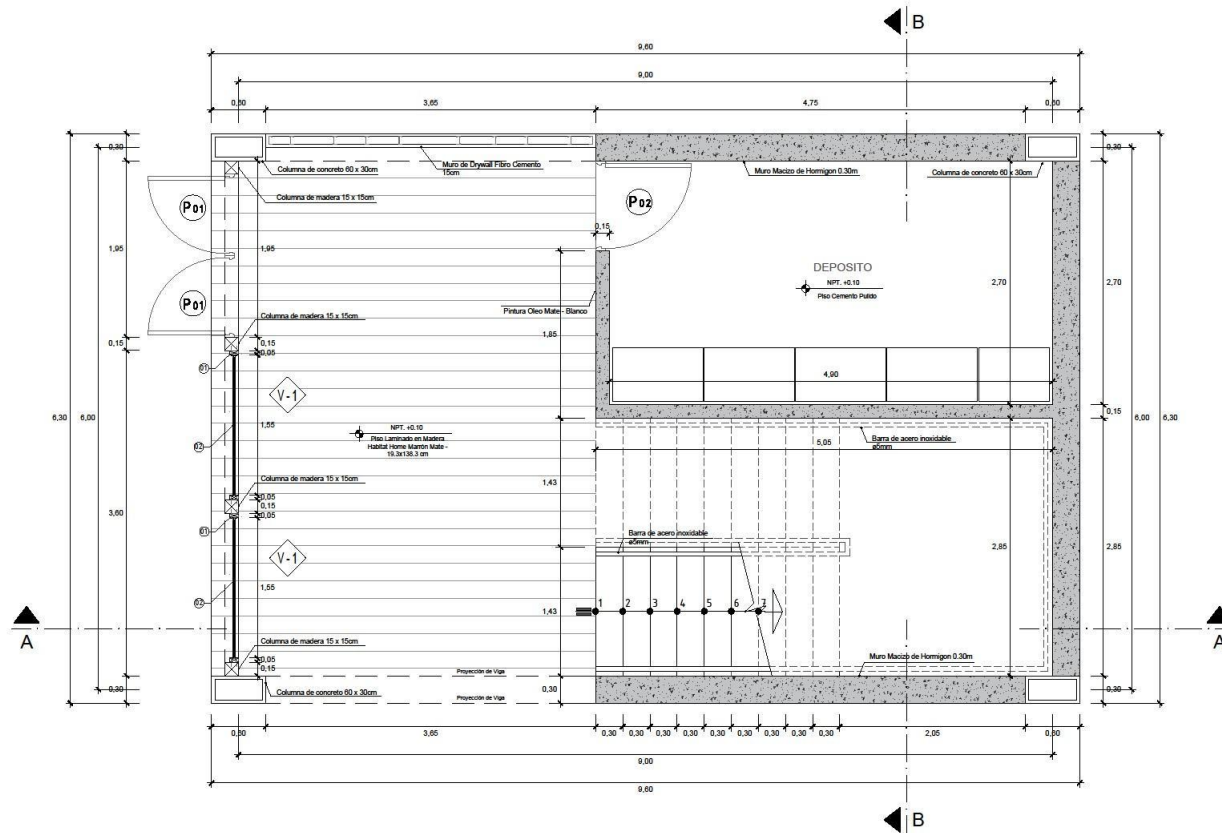 B
9,60
9,00
0,60
3,65
4,75
0,60
0,30
0,30
Columna de concreto 60 x 30cm
Muro de Drywall Fibro Cemento
15cm
Muro Macizo de Hormigon 0.30m
Columna de concreto 60 x 30cm
Columna de madera 15 x 15cm
P01
P02
0,15
1,95
1,95
DEPOSITO
NPT. +0.10
Piso Cemento Pulido
2,70
2,70
P01
Pintura Oleo Mate - Blanco
Columna de madera 15 x 15cm
1,85
0,15
0,15
0,05
01
4,90
V-1
6,30
6,00
0,15
6,00
6,30
1,55
NPT. +0.10
Piso Laminado en Madera
Habitat Home Marrón Mate -
19.3x138.3 cm
Barra de acero inoxidable
ø5mm
5,05
02
Columna de madera 15 x 15cm
1,43
0,05
0,15
0,05
3,60
01
Barra de acero inoxidable
ø5mm
2,85
2,85
V-1
1,55
02
1,43
1
2
3
4
5
6
7
A
A
Columna de madera 15 x 15cm
0,05
0,15
Muro Macizo de Hormigon 0.30m
Proyección de Viga
0,30
Columna de concreto 60 x 30cm
0,30
Proyección de Viga
0,30
0,60
3,65
0,30
0,30
0,30
0,30
0,30
0,30
0,30
0,30
0,30
2,05
0,60
9,00
9,60
B